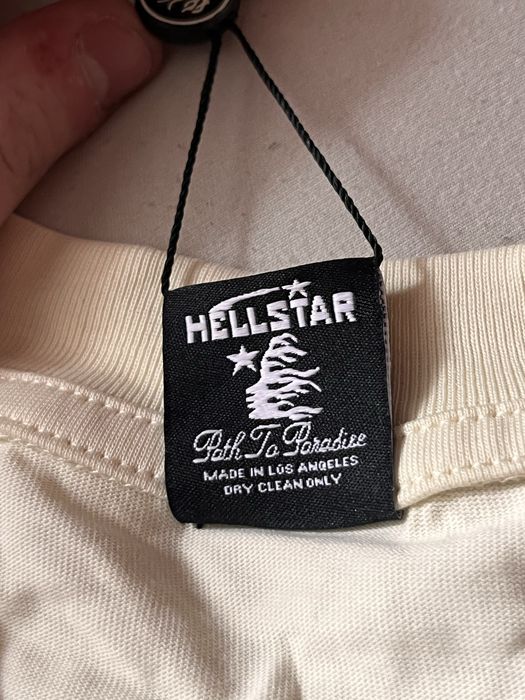 HELLSTAR
Path To Paradise
MADE IN LOS ANGELES
DRY CLEAN ONLY